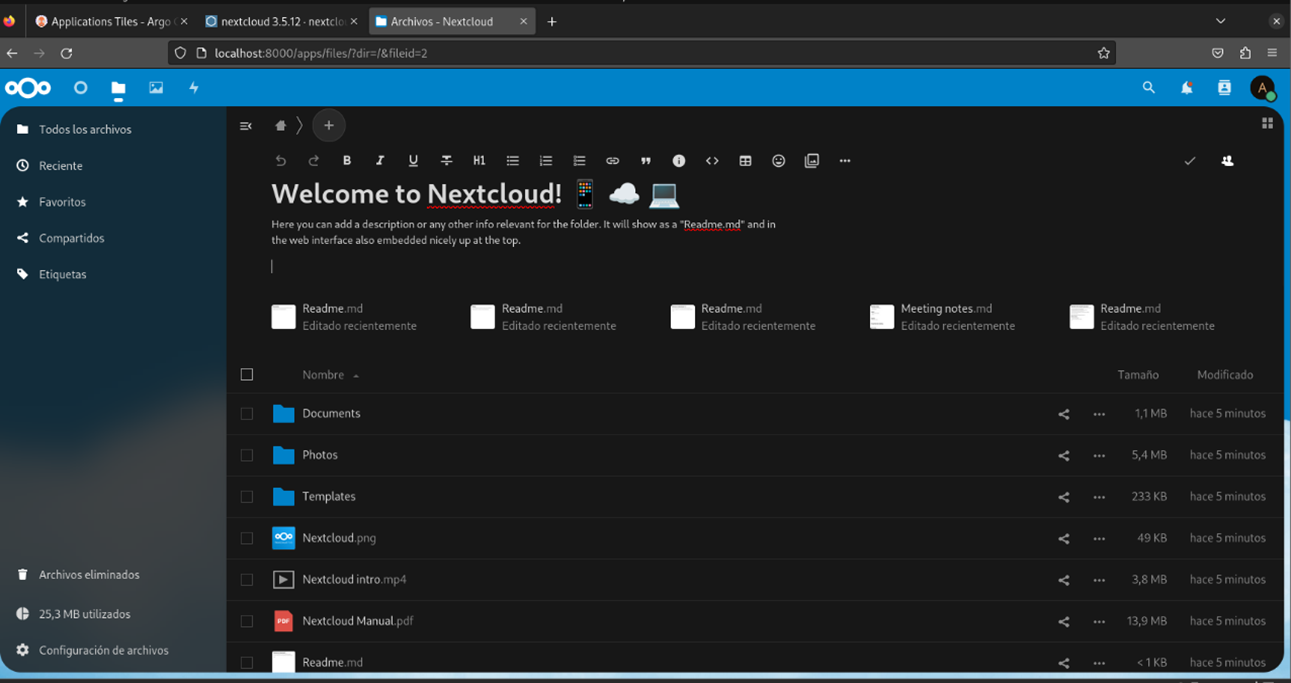 Applications Tiles - Argo C
nextcloud 3.5.12 · nextclo
Archivos - Nextcloud
localhost:8000/apps/files/?dir=/&fileid=2
A
Todos los archivos
Reciente
Favoritos
Compartidos
Etiquetas
Archivos eliminados
25,3 MB utilizados
Configuración de archivos
B I U H1
Welcome to Nextcloud! 📱 ☁️ 💻
Here you can add a description or any other info relevant for the folder. It will show as a "Readme.md" and in
the web interface also embedded nicely up at the top.
Readme.md
Editado recientemente
Readme.md
Editado recientemente
Readme.md
Editado recientemente
Meeting notes.md
Editado recientemente
Readme.md
Editado recientemente
Nombre Tamaño Modificado
Documents 1,1 MB hace 5 minutos
Photos 5,4 MB hace 5 minutos
Templates 233 KB hace 5 minutos
Nextcloud.png 49 KB hace 5 minutos
Nextcloud intro.mp4 3,8 MB hace 5 minutos
PDF Nextcloud Manual.pdf 13,9 MB hace 5 minutos
Readme.md < 1 KB hace 5 minutos